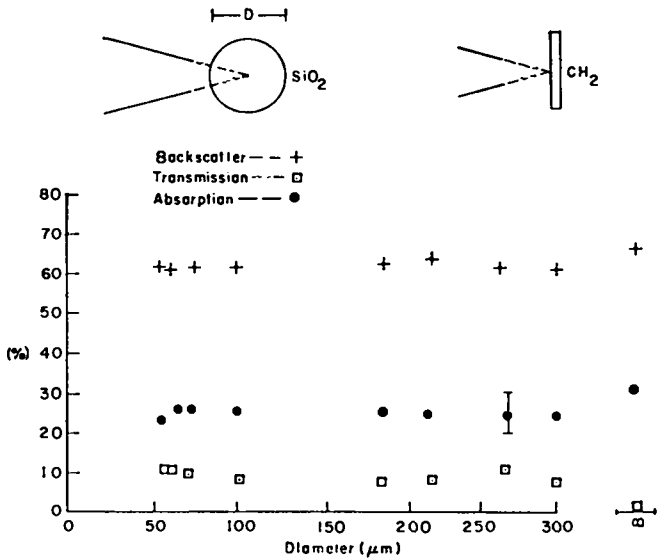 D
SiO2
CH2
Backscatter --- +
Transmission --- □
Absorption --- ●
80
70
60
50
40
(%)
30
20
10
0
0 50 100 150 200 250 300 ∞
Diameter (μm)